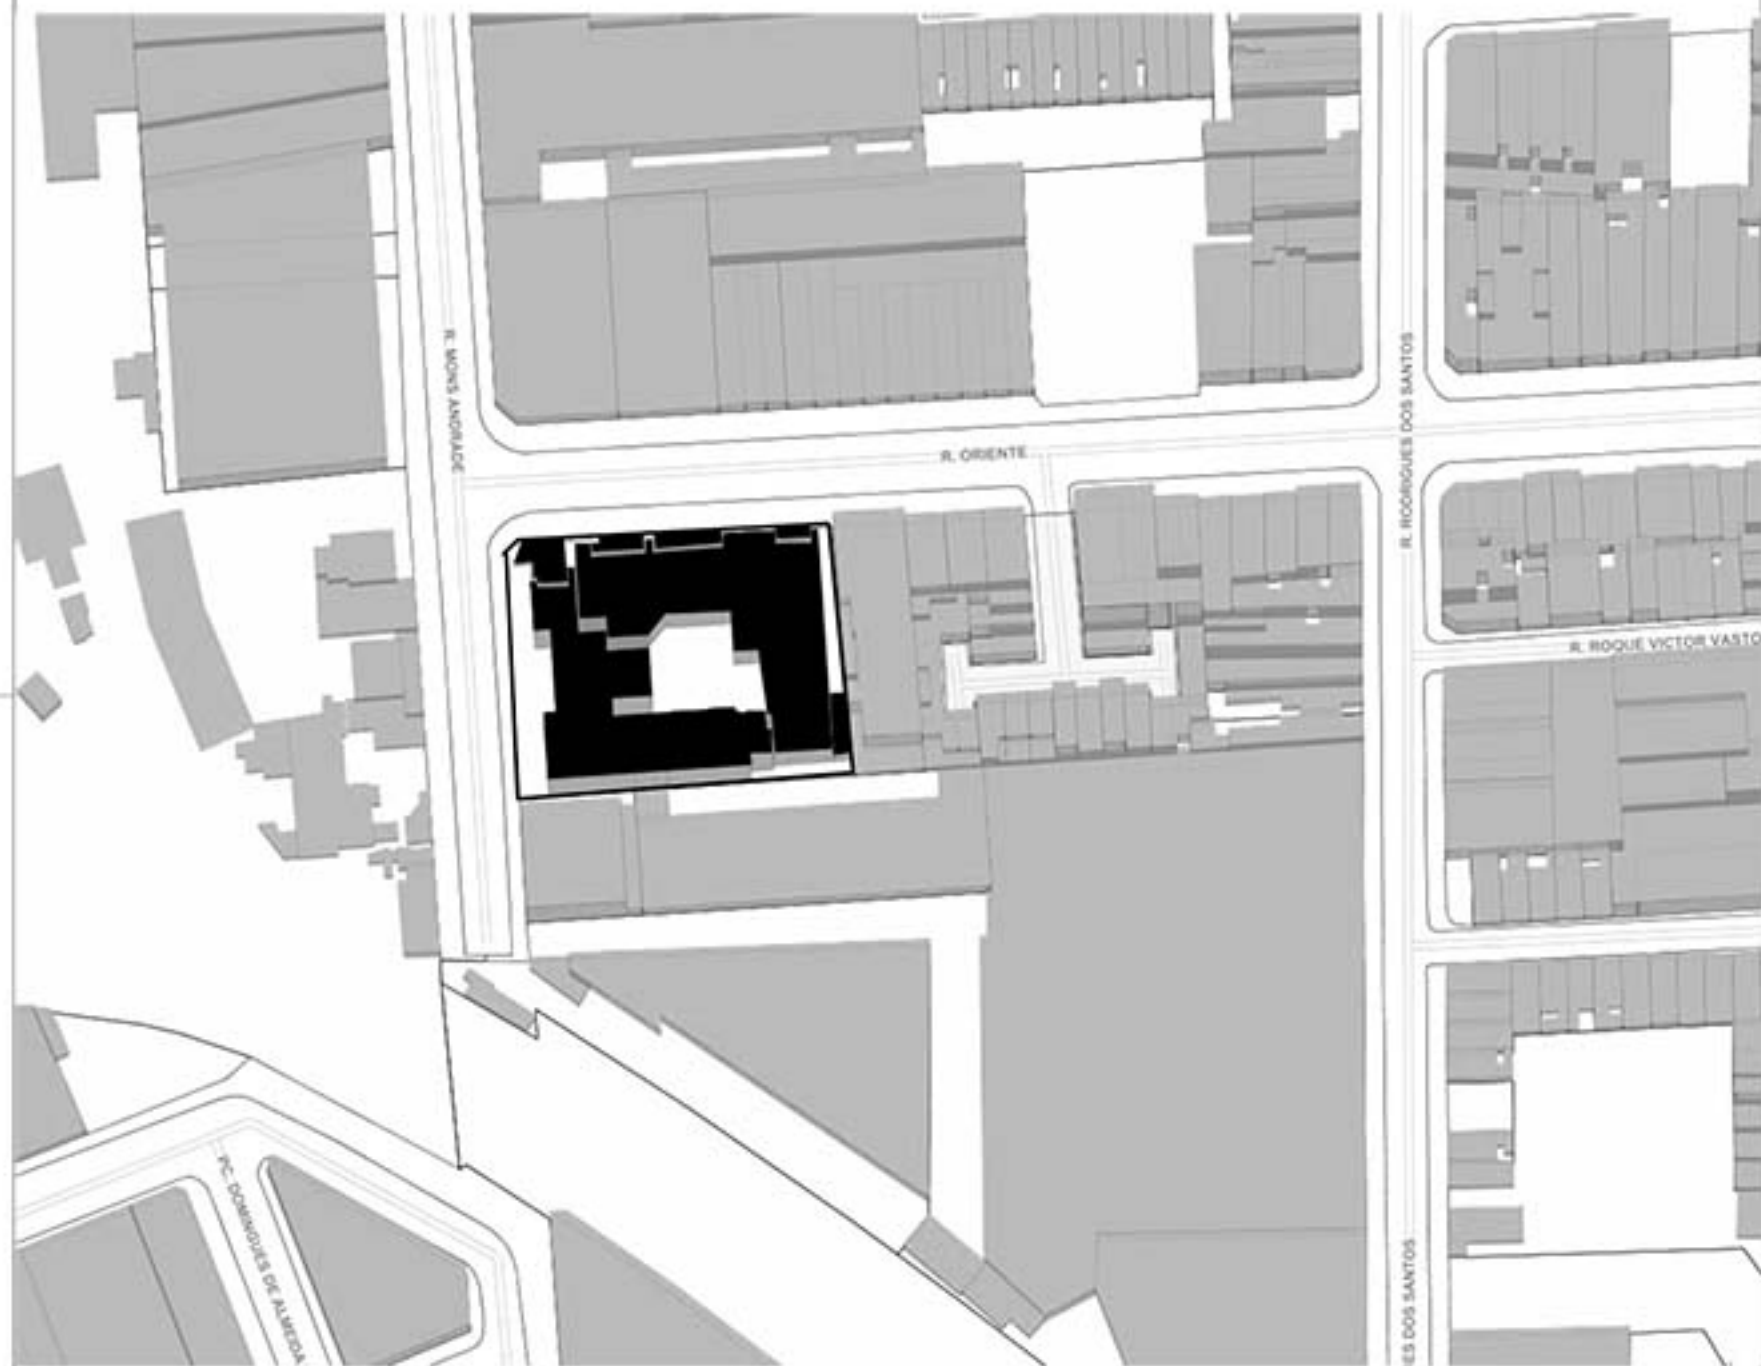 R. MONS ANDRADE
R. ORIENTE
R. RODRIGUES DOS SANTOS
R. ROQUE VICTOR VASTO
PC. DOMINGUES DE ALMEIDA
ES DOS SANTOS